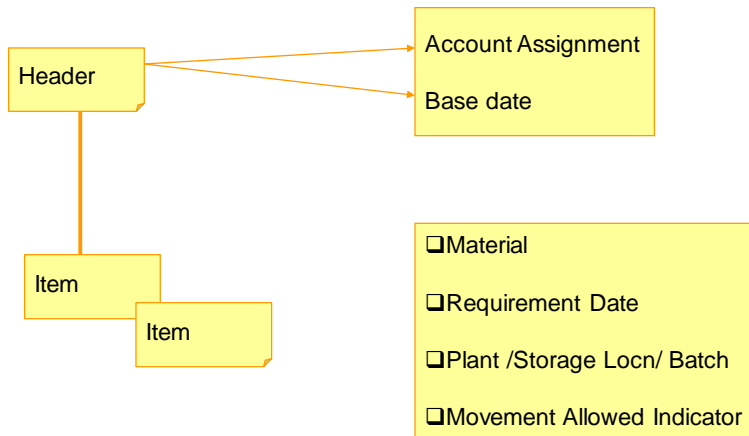 Header
Account Assignment
Base date
Item
Item
❑Material
❑Requirement Date
❑Plant /Storage Locn/ Batch
❑Movement Allowed Indicator